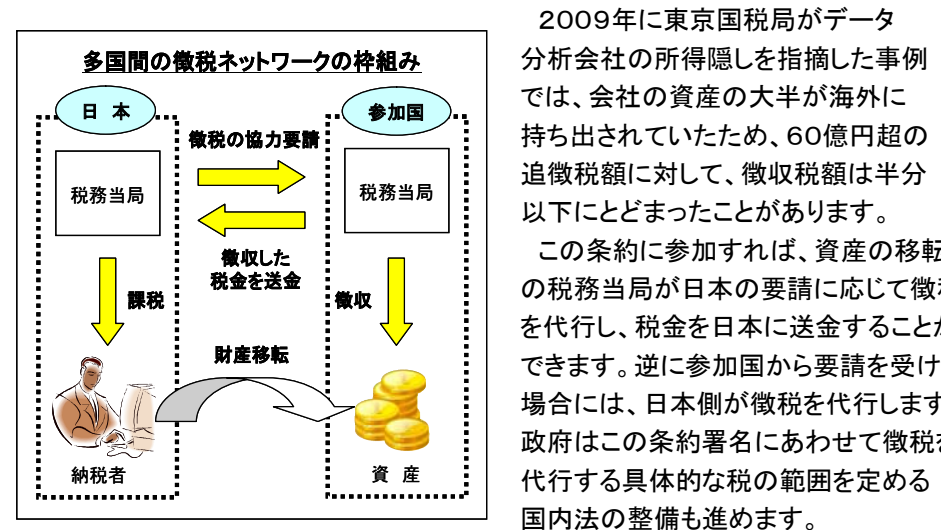 多国間の徴税ネットワークの枠組み
日 本
参加国
徴税の協力要請
税務当局
税務当局
徴収した
税金を送金
課税
徴収
財産移転
納税者
資 産
2009年に東京国税局がデータ
分析会社の所得隠しを指摘した事例
では、会社の資産の大半が海外に
持ち出されていたため、60億円超の
追徴税額に対して、徴収税額は半分
以下にとどまったことがあります。
この条約に参加すれば、資産の移転
の税務当局が日本の要請に応じて徴
を代行し、税金を日本に送金することが
できます。逆に参加国から要請を受け
場合には、日本側が徴税を代行します
政府はこの条約署名にあわせて徴税を
代行する具体的な税の範囲を定める
国内法の整備も進めます。